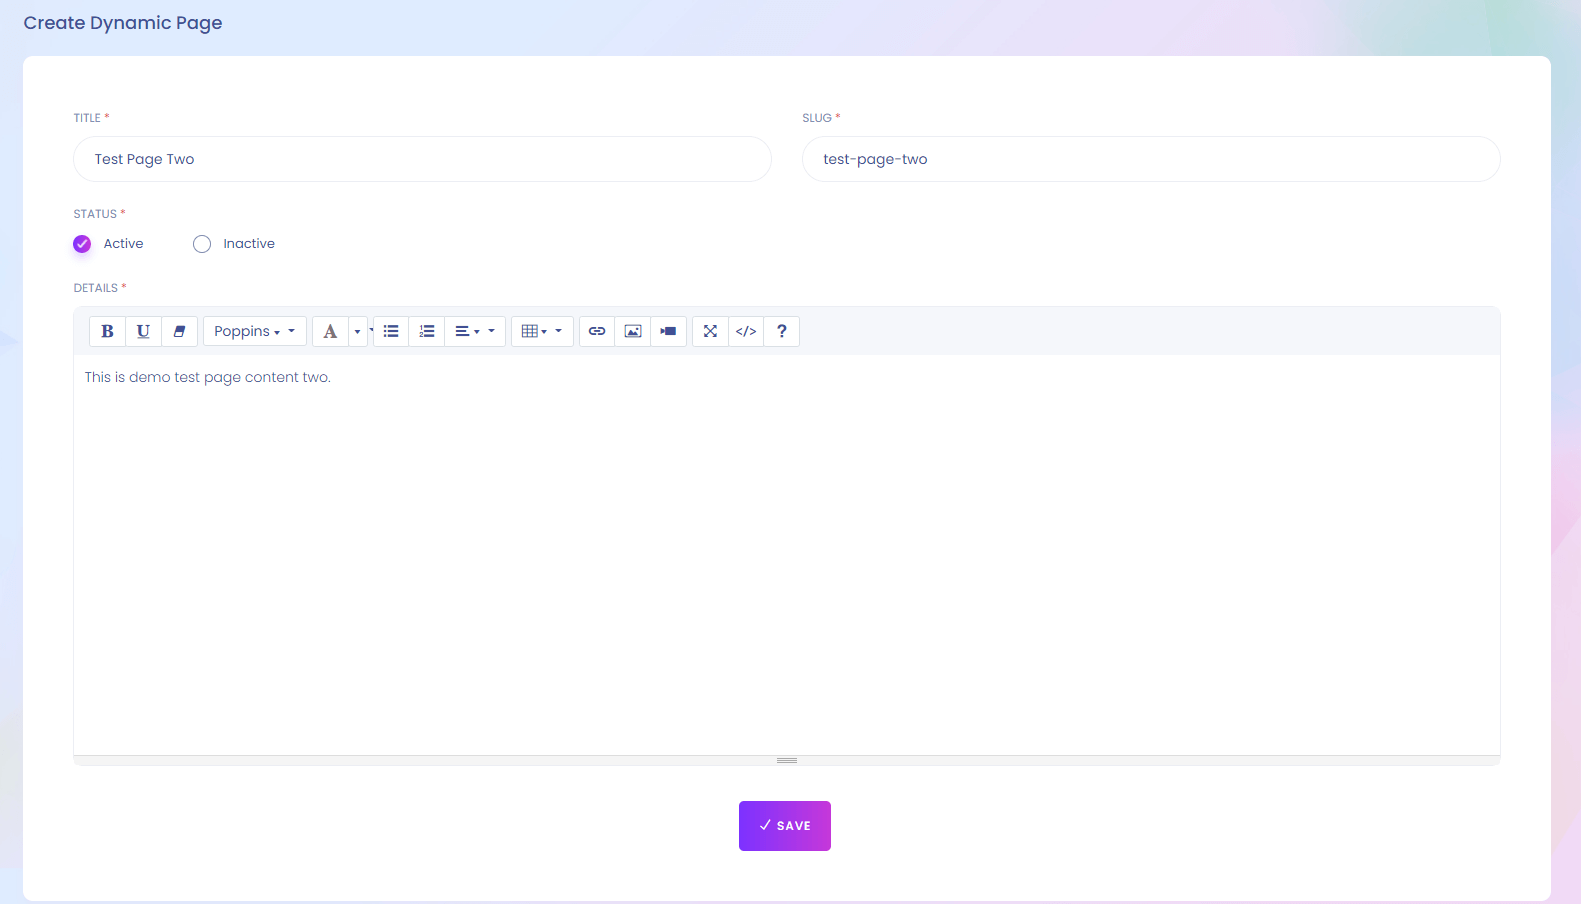 Create Dynamic Page
TITLE * SLUG *
Test Page Two test-page-two
STATUS *
Active Inactive
DETAILS *
B U Poppins A </> ?
This is demo test page content two.
SAVE